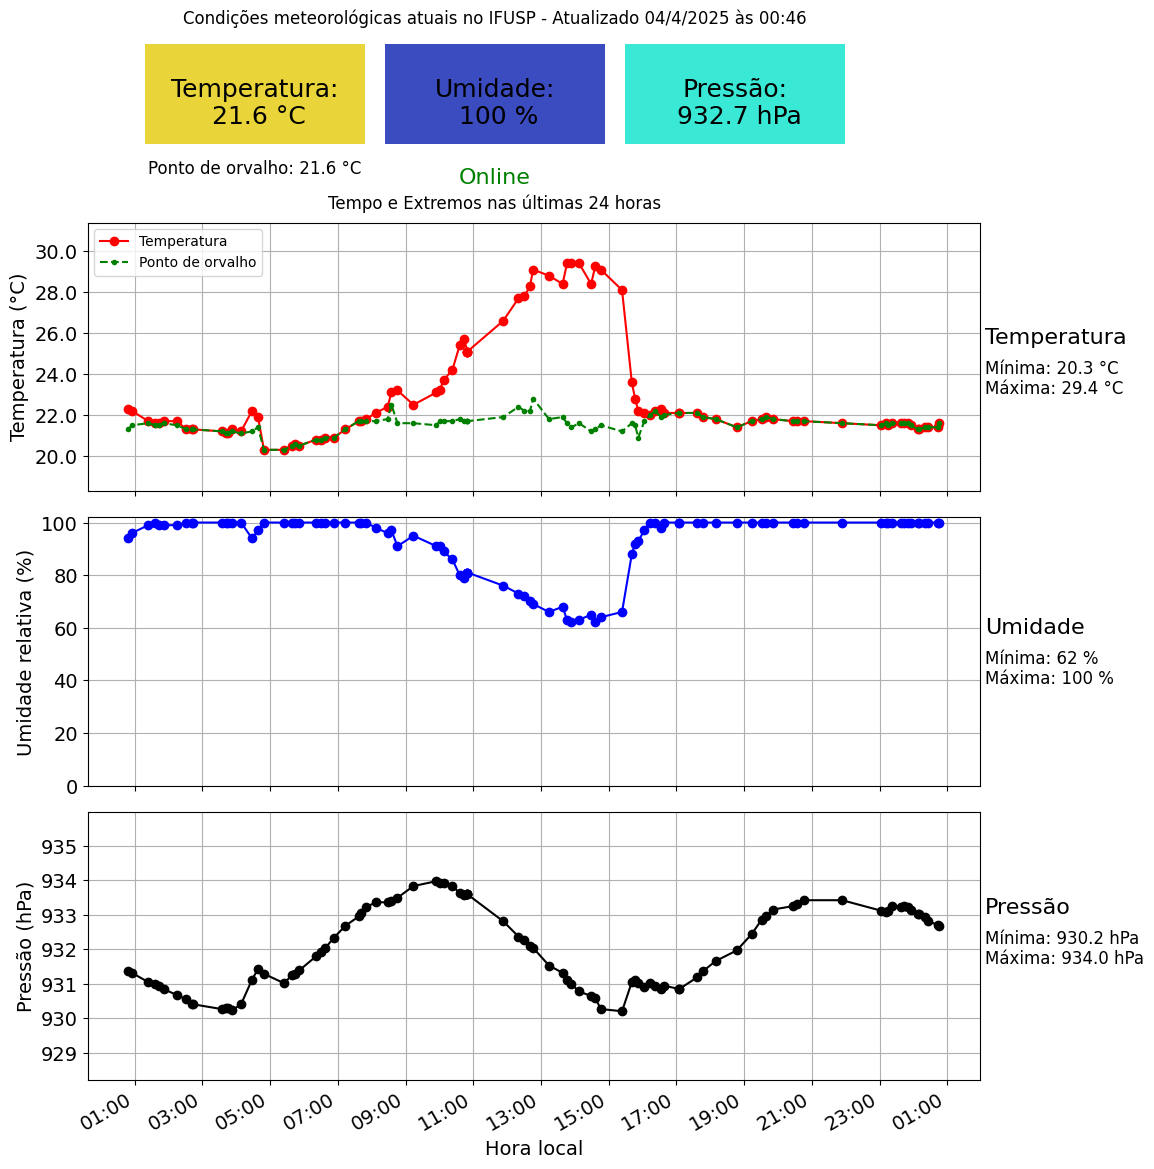 Condições meteorológicas atuais no IFUSP - Atualizado 04/4/2025 às 00:46
Temperatura:
21.6 °C
Umidade:
100 %
Pressão:
932.7 hPa
Ponto de orvalho: 21.6 °C
Online
Tempo e Extremos nas últimas 24 horas
Temperatura
Ponto de orvalho
Temperatura (°C)
30.0
28.0
26.0
24.0
22.0
20.0
Temperatura
Mínima: 20.3 °C
Máxima: 29.4 °C
Umidade relativa (%)
100
80
60
40
20
0
Umidade
Mínima: 62 %
Máxima: 100 %
Pressão (hPa)
935
934
933
932
931
930
929
Pressão
Mínima: 930.2 hPa
Máxima: 934.0 hPa
01:00 03:00 05:00 07:00 09:00 11:00 13:00 15:00 17:00 19:00 21:00 23:00 01:00
Hora local